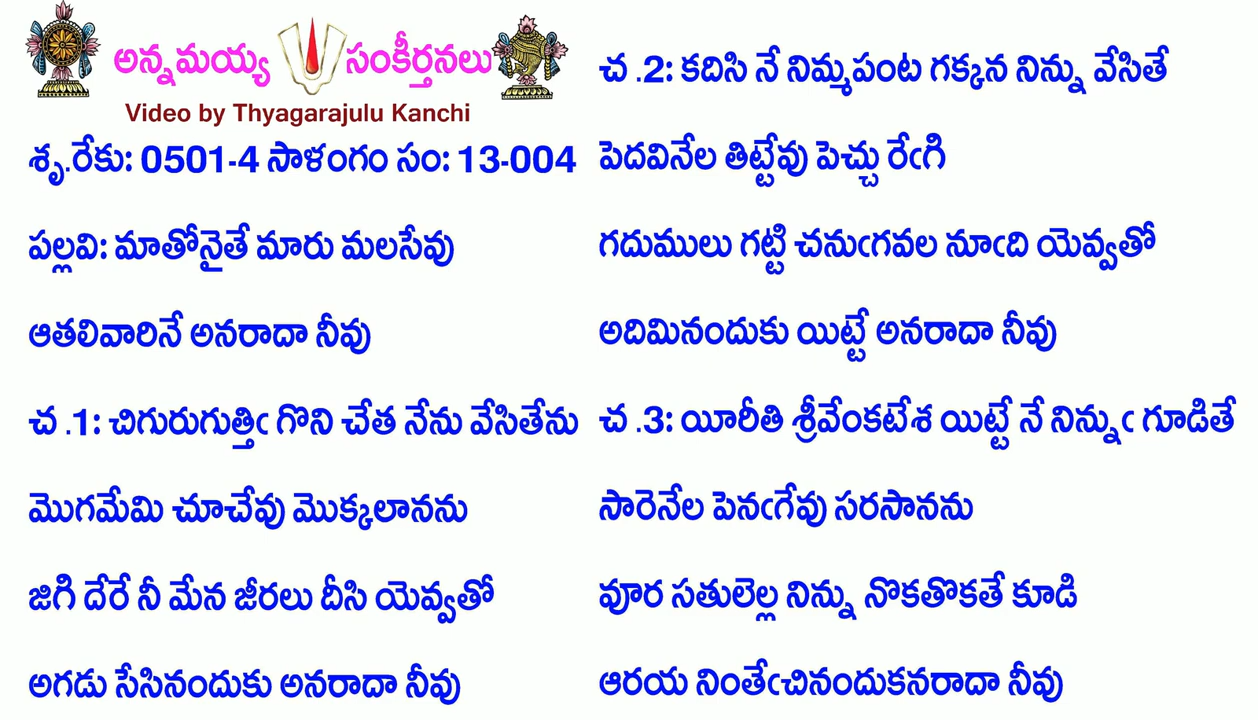 అన్నమయ్య సంకీర్తనలు
Video by Thyagarajulu Kanchi
శృ.రేకు: 0501-4 సాళంగం సం: 13-004
పల్లవి: మాతోనైతే మారు మలసేవు
ఆతలివారినే అనరాదా నీవు
చ .1: చిగురుగుత్తిఁ గొని చేత నేను వేసితేను
మొగమేమి చూచేవు మొక్కలానను
జిగి దేరే నీ మేన జీరలు దీసి యెవ్వతో
అగడు సేసినందుకు అనరాదా నీవు
చ .2: కదిసి నే నిమ్మపంట గక్కన నిన్ను వేసితే
పెదవినేల తిట్టేవు పెచ్చు రేఁగి
గదుములు గట్టి చనుఁగవల నూఁది యెవ్వతో
అదిమినందుకు యిట్టే అనరాదా నీవు
చ .3: యీరీతి శ్రీవేంకటేశ యిట్టే నే నిన్నుఁ గూడితే
సారెనేల పెనఁగేవు సరసానను
వూర సతులెల్ల నిన్ను నొకతొకతే కూడి
ఆరయ నింతేఁచినందుకనరాదా నీవు